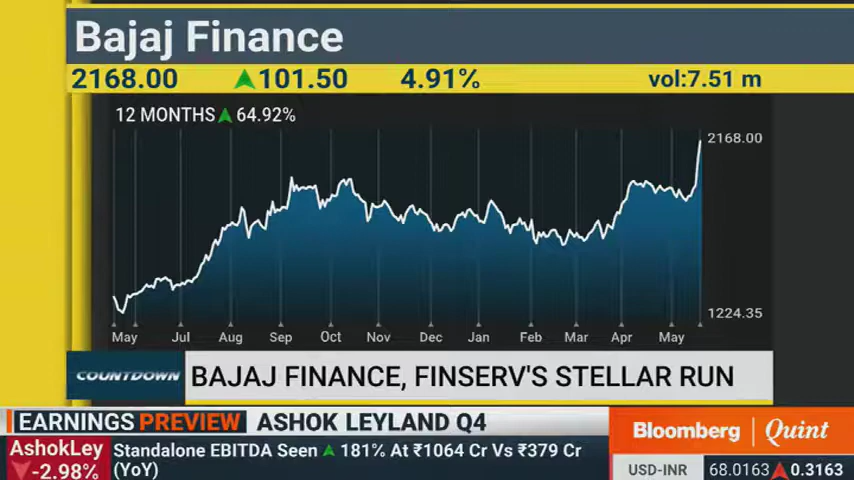 Bajaj Finance
2168.00 ▲101.50 4.91% vol:7.51 m
12 MONTHS ▲ 64.92%
2168.00
1224.35
May Jul Aug Sep Oct Nov Dec Jan Feb Mar Apr May
COUNTDOWN BAJAJ FINANCE, FINSERV'S STELLAR RUN
EARNINGS PREVIEW ASHOK LEYLAND Q4
AshokLey
▼-2.98%
Standalone EBITDA Seen ▲ 181% At ₹1064 Cr Vs ₹379 Cr
(YoY)
Bloomberg | Quint
USD-INR 68.0163 ▲ 0.3163